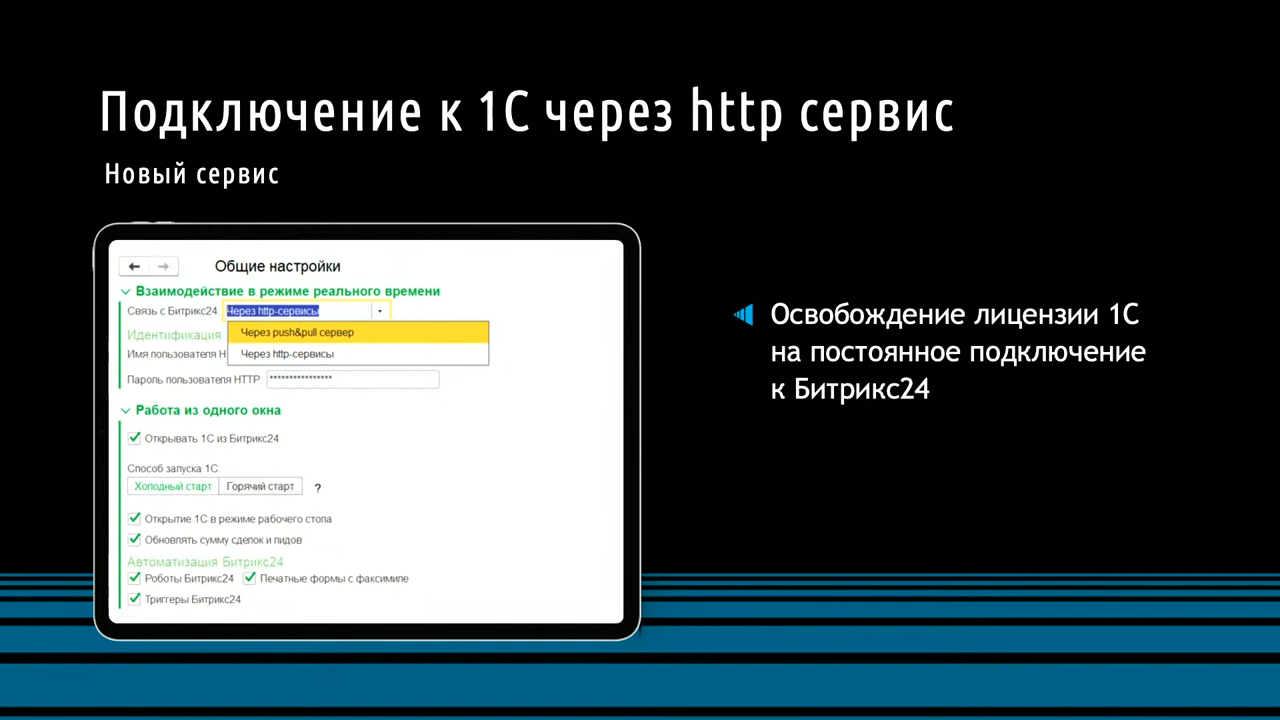 Подключение к 1С через http сервис
Новый сервис
Общие настройки
Взаимодействие в режиме реального времени
Связь с Битрикс24 Через http-сервисы
Через push&pull сервер
Идентификация
Через http-сервисы
Имя пользователя H
Пароль пользователя HTTP: ****************
Работа из одного окна
Открывать 1С из Битрикс24
Способ запуска 1С:
Холодный старт Горячий старт ?
Открытие 1С в режиме рабочего стола
Обновлять сумму сделок и лидов
Автоматизация Битрикс24
Роботы Битрикс24 Печатные формы с факсимиле
Триггеры Битрикс24
Освобождение лицензии 1С
на постоянное подключение
к Битрикс24